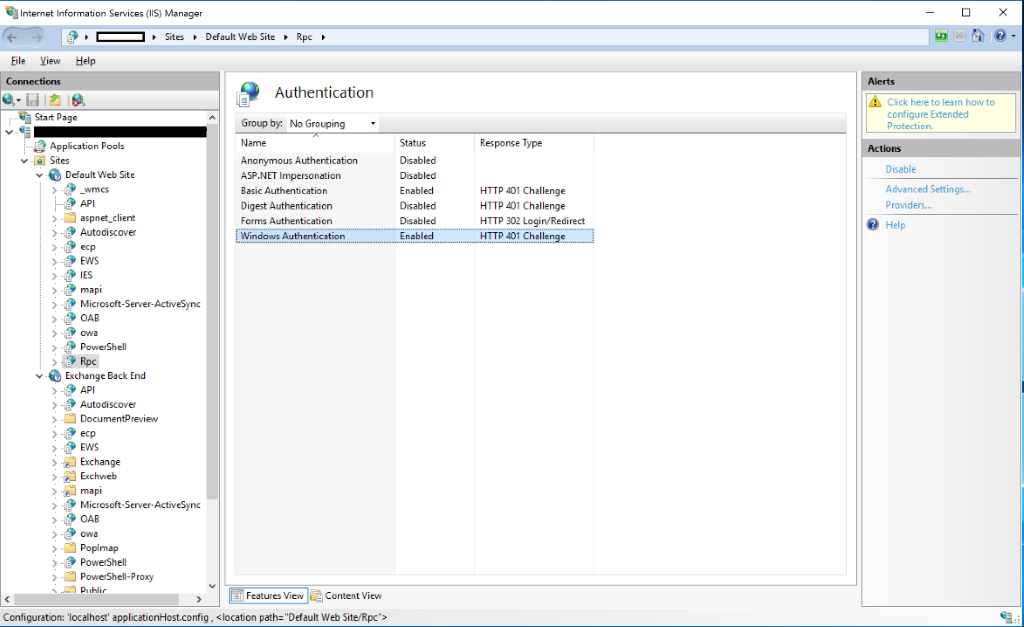 Internet Information Services (IIS) Manager
Sites
Default Web Site
Rpc
File View Help
Connections
Start Page
Application Pools
Sites
Default Web Site
_wmcs
API
aspnet_client
Autodiscover
ecp
EWS
IES
mapi
Microsoft-Server-ActiveSync
OAB
owa
PowerShell
Rpc
Exchange Back End
API
Autodiscover
DocumentPreview
ecp
EWS
Exchange
Exchweb
mapi
Microsoft-Server-ActiveSync
OAB
owa
PopImap
PowerShell
PowerShell-Proxy
Public
Authentication
Group by: No Grouping
Name Status Response Type
Anonymous Authentication Disabled
ASP.NET Impersonation Disabled
Basic Authentication Enabled HTTP 401 Challenge
Digest Authentication Disabled HTTP 401 Challenge
Forms Authentication Disabled HTTP 302 Login/Redirect
Windows Authentication Enabled HTTP 401 Challenge
Features View Content View
Alerts
Click here to learn how to
configure Extended
Protection.
Actions
Disable
Advanced Settings...
Providers...
Help
Configuration: 'localhost' applicationHost.config , <location path="Default Web Site/Rpc">